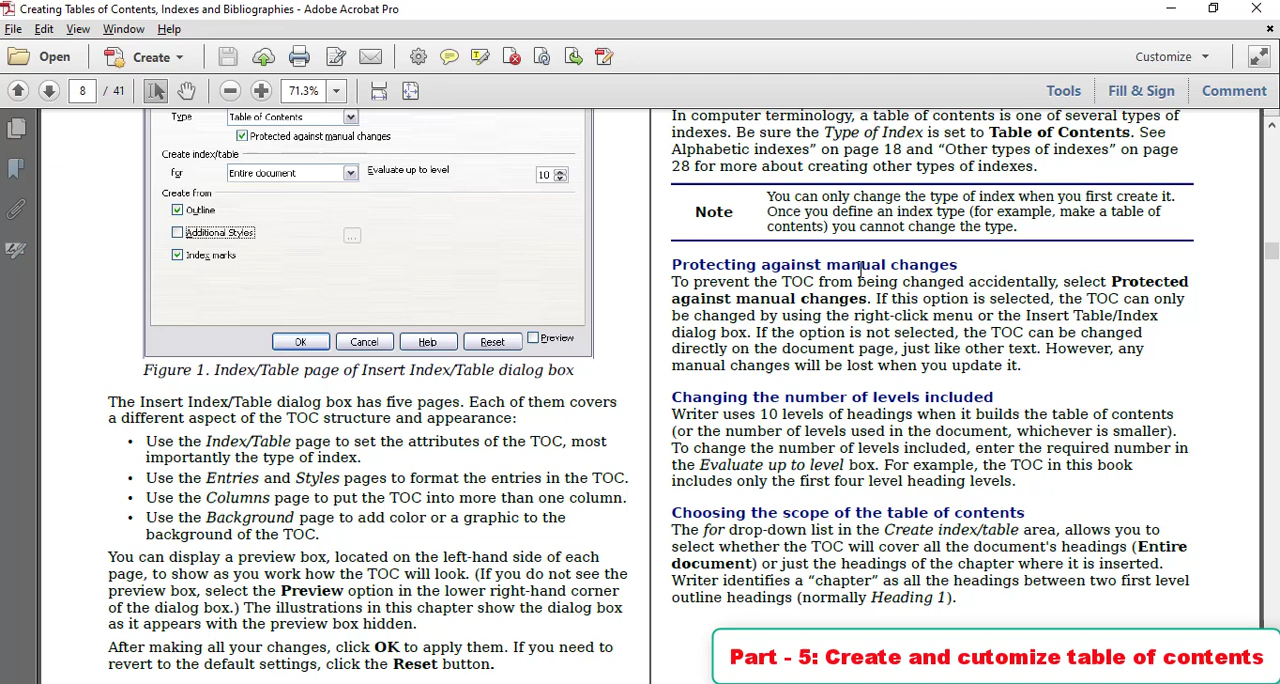 Creating Tables of Contents, Indexes and Bibliographies - Adobe Acrobat Pro
File Edit View Window Help
Open Create Customize
8 / 41 71.3% Tools Fill & Sign Comment
Type Table of Contents
Protected against manual changes
Create index/table
for Entire document Evaluate up to level 10
Create from
Outline
Additional Styles ...
Index marks
OK Cancel Help Reset Preview
Figure 1. Index/Table page of Insert Index/Table dialog box
The Insert Index/Table dialog box has five pages. Each of them covers
a different aspect of the TOC structure and appearance:
• Use the Index/Table page to set the attributes of the TOC, most
importantly the type of index.
• Use the Entries and Styles pages to format the entries in the TOC.
• Use the Columns page to put the TOC into more than one column.
• Use the Background page to add color or a graphic to the
background of the TOC.
You can display a preview box, located on the left-hand side of each
page, to show as you work how the TOC will look. (If you do not see the
preview box, select the Preview option in the lower right-hand corner
of the dialog box.) The illustrations in this chapter show the dialog box
as it appears with the preview box hidden.
After making all your changes, click OK to apply them. If you need to
revert to the default settings, click the Reset button.
In computer terminology, a table of contents is one of several types of
indexes. Be sure the Type of Index is set to Table of Contents. See
Alphabetic indexes” on page 18 and “Other types of indexes” on page
28 for more about creating other types of indexes.
Note
You can only change the type of index when you first create it.
Once you define an index type (for example, make a table of
contents) you cannot change the type.
Protecting against manual changes
To prevent the TOC from being changed accidentally, select Protected
against manual changes. If this option is selected, the TOC can only
be changed by using the right-click menu or the Insert Table/Index
dialog box. If the option is not selected, the TOC can be changed
directly on the document page, just like other text. However, any
manual changes will be lost when you update it.
Changing the number of levels included
Writer uses 10 levels of headings when it builds the table of contents
(or the number of levels used in the document, whichever is smaller).
To change the number of levels included, enter the required number in
the Evaluate up to level box. For example, the TOC in this book
includes only the first four level heading levels.
Choosing the scope of the table of contents
The for drop-down list in the Create index/table area, allows you to
select whether the TOC will cover all the document's headings (Entire
document) or just the headings of the chapter where it is inserted.
Writer identifies a “chapter” as all the headings between two first level
outline headings (normally Heading 1).
Part - 5: Create and cutomize table of contents